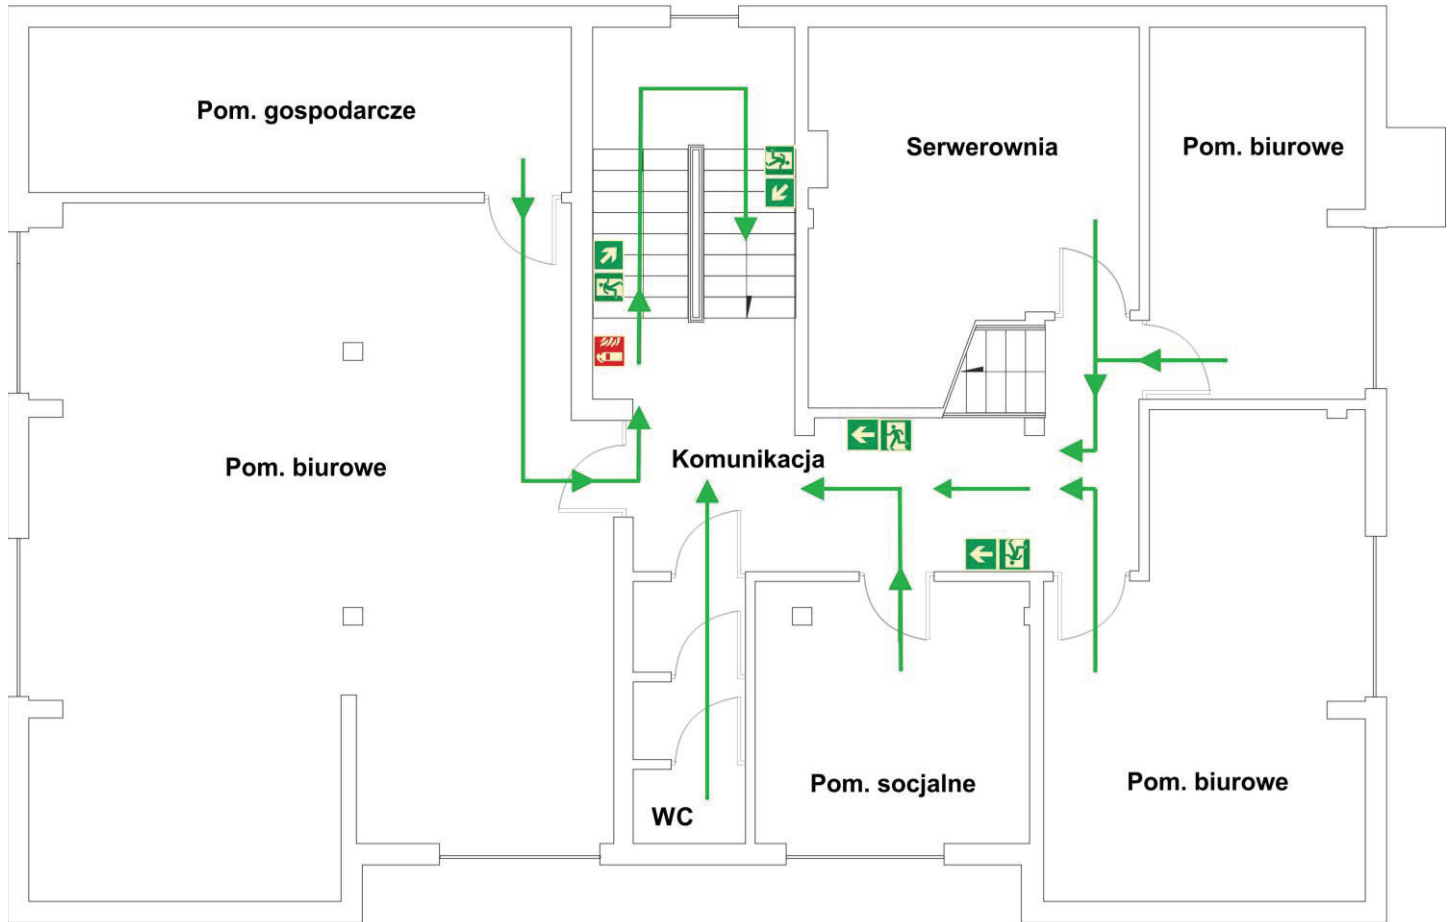 Pom. gospodarcze
Serwerownia
Pom. biurowe
Pom. biurowe
Komunikacja
Pom. socjalne
Pom. biurowe
WC